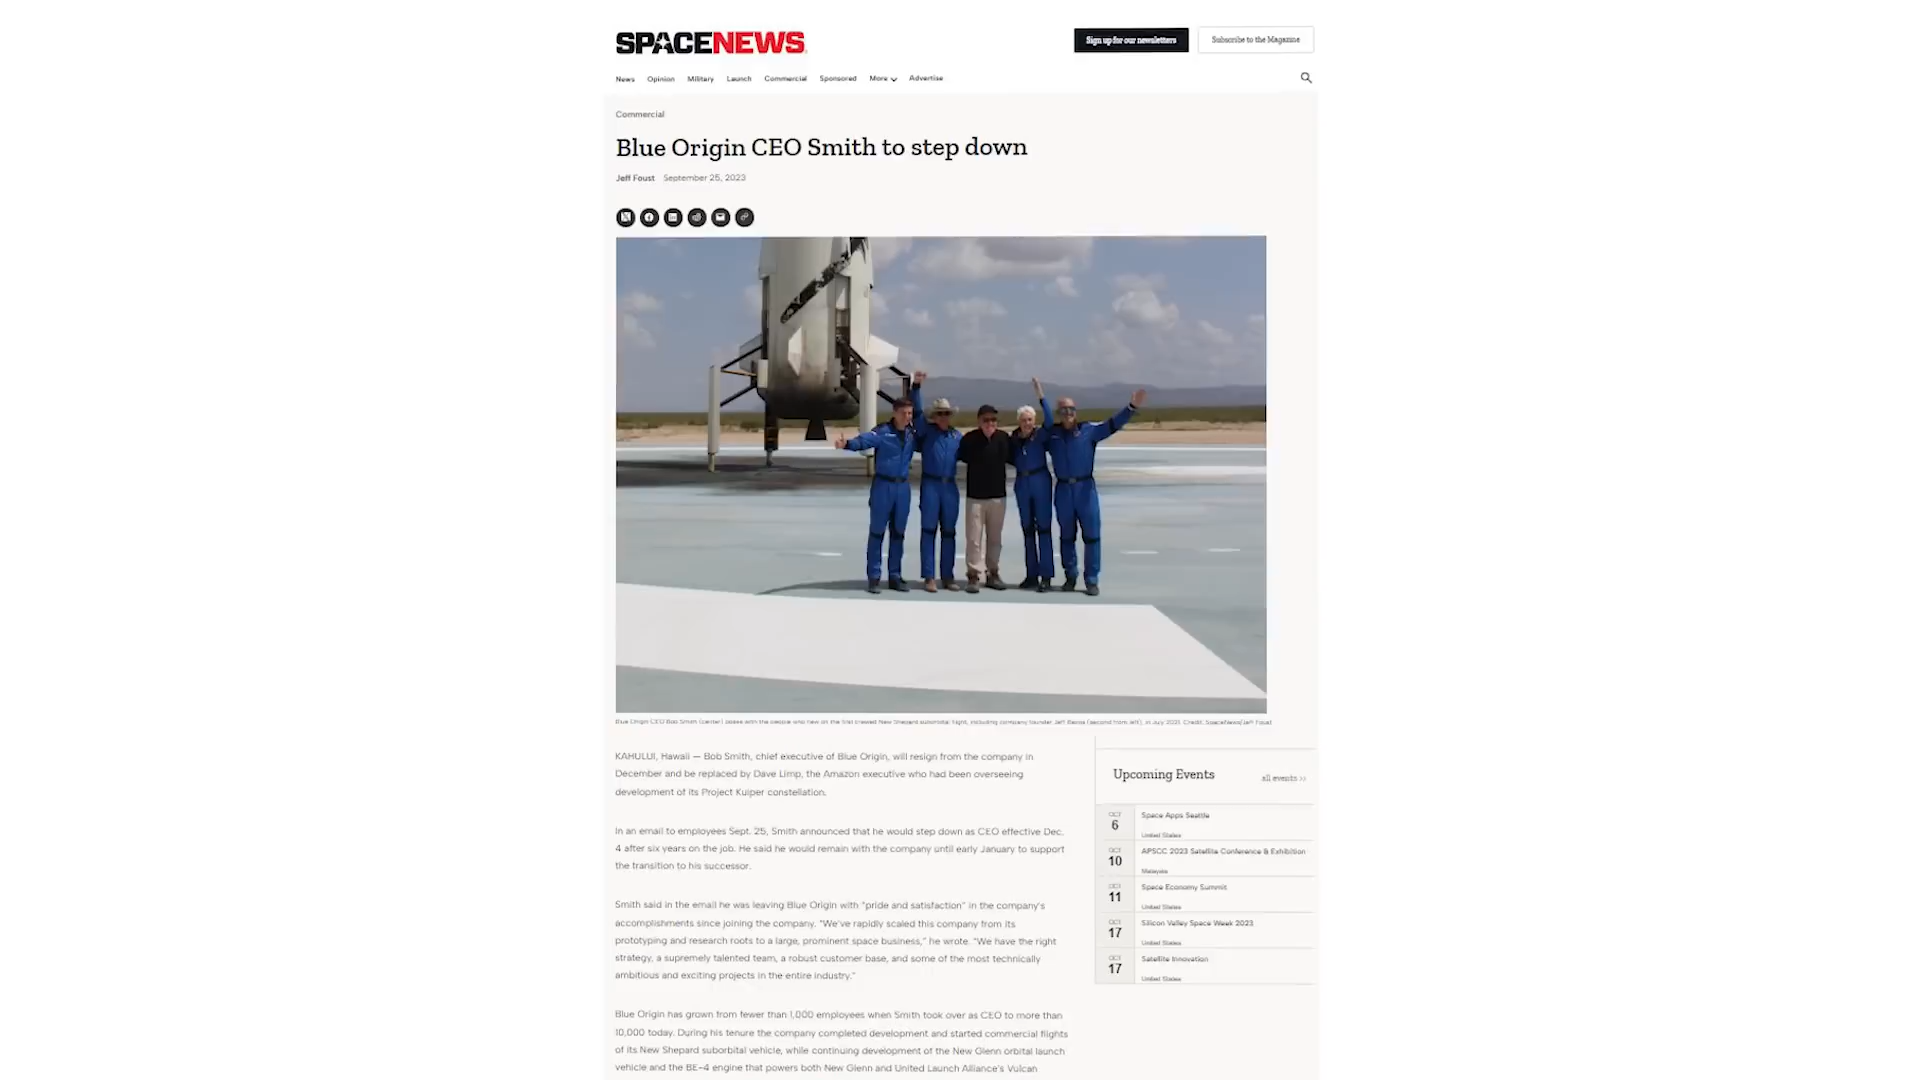 SPACENEWS
Sign up for our newsletters
Subscribe to the Magazine
News Opinion Military Launch Commercial Sponsored More Advertise
Commercial
Blue Origin CEO Smith to step down
Jeff Foust September 25, 2023
Blue Origin CEO Bob Smith (center) poses with the people who flew on the first crewed New Shepard suborbital flight, including company founder Jeff Bezos (second from left), in July 2021. Credit: SpaceNews/Jeff Foust
KAHULUI, Hawaii — Bob Smith, chief executive of Blue Origin, will resign from the company in
December and be replaced by Dave Limp, the Amazon executive who had been overseeing
development of its Project Kuiper constellation.
In an email to employees Sept. 25, Smith announced that he would step down as CEO effective Dec.
4 after six years on the job. He said he would remain with the company until early January to support
the transition to his successor.
Smith said in the email he was leaving Blue Origin with "pride and satisfaction" in the company's
accomplishments since joining the company. "We've rapidly scaled this company from its
prototyping and research roots to a large, prominent space business," he wrote. "We have the right
strategy, a supremely talented team, a robust customer base, and some of the most technically
ambitious and exciting projects in the entire industry."
Blue Origin has grown from fewer than 1,000 employees when Smith took over as CEO to more than
10,000 today. During his tenure the company completed development and started commercial flights
of its New Shepard suborbital vehicle, while continuing development of the New Glenn orbital launch
vehicle and the BE-4 engine that powers both New Glenn and United Launch Alliance's Vulcan
Upcoming Events
all events >>
OCT
6
Space Apps Seattle
United States
OCT
10
APSCC 2023 Satellite Conference & Exhibition
Malaysia
OCT
11
Space Economy Summit
United States
OCT
17
Silicon Valley Space Week 2023
United States
OCT
17
Satellite Innovation
United States